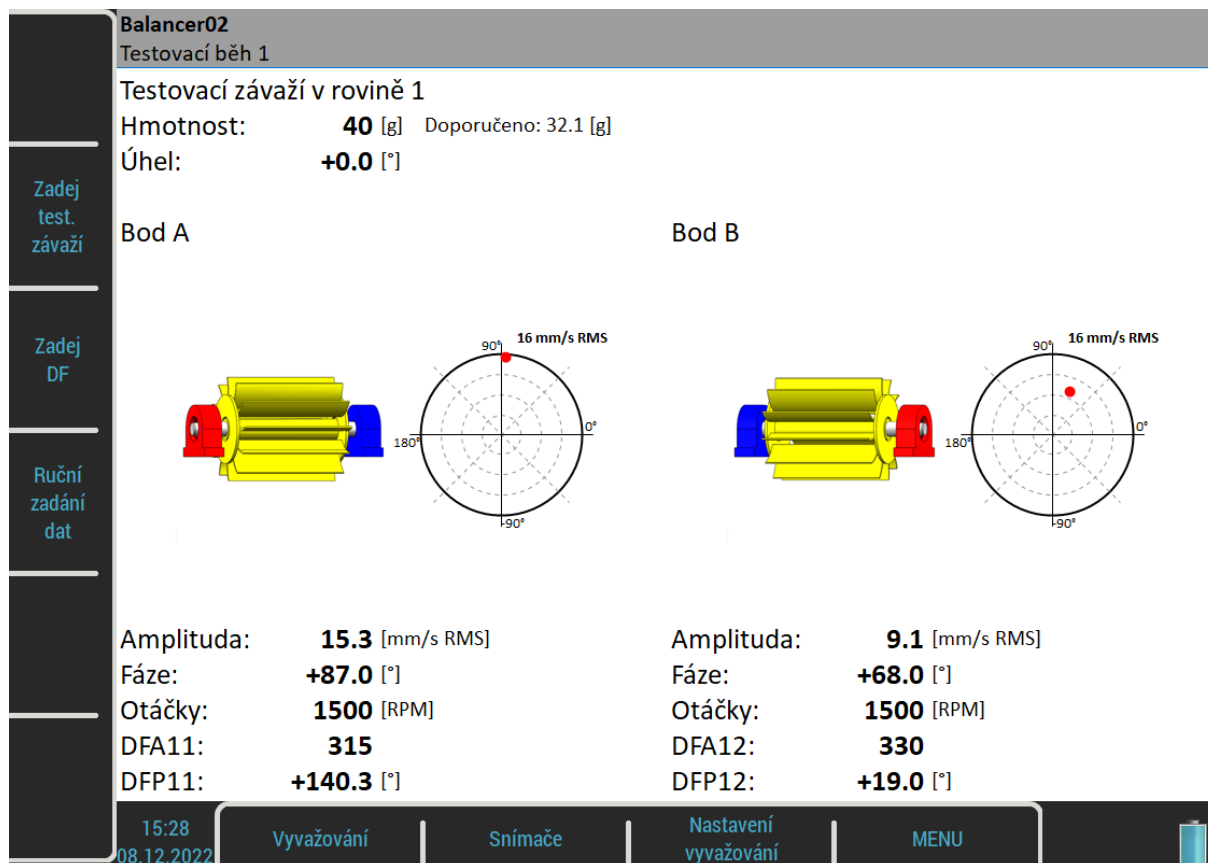 Balancer02
Testovací běh 1
Testovací závaží v rovině 1
Hmotnost: 40 [g] Doporučeno: 32.1 [g]
Úhel: +0.0 [°]
Zadej
test.
závaží
Zadej
DF
Ruční
zadání
dat
Bod A
16 mm/s RMS
90°
0°
180°
-90°
Amplituda: 15.3 [mm/s RMS]
Fáze: +87.0 [°]
Otáčky: 1500 [RPM]
DFA11: 315
DFP11: +140.3 [°]
Bod B
16 mm/s RMS
90°
0°
180°
-90°
Amplituda: 9.1 [mm/s RMS]
Fáze: +68.0 [°]
Otáčky: 1500 [RPM]
DFA12: 330
DFP12: +19.0 [°]
15:28
08.12.2022
Vyvažování
Snímače
Nastavení
vyvažování
MENU